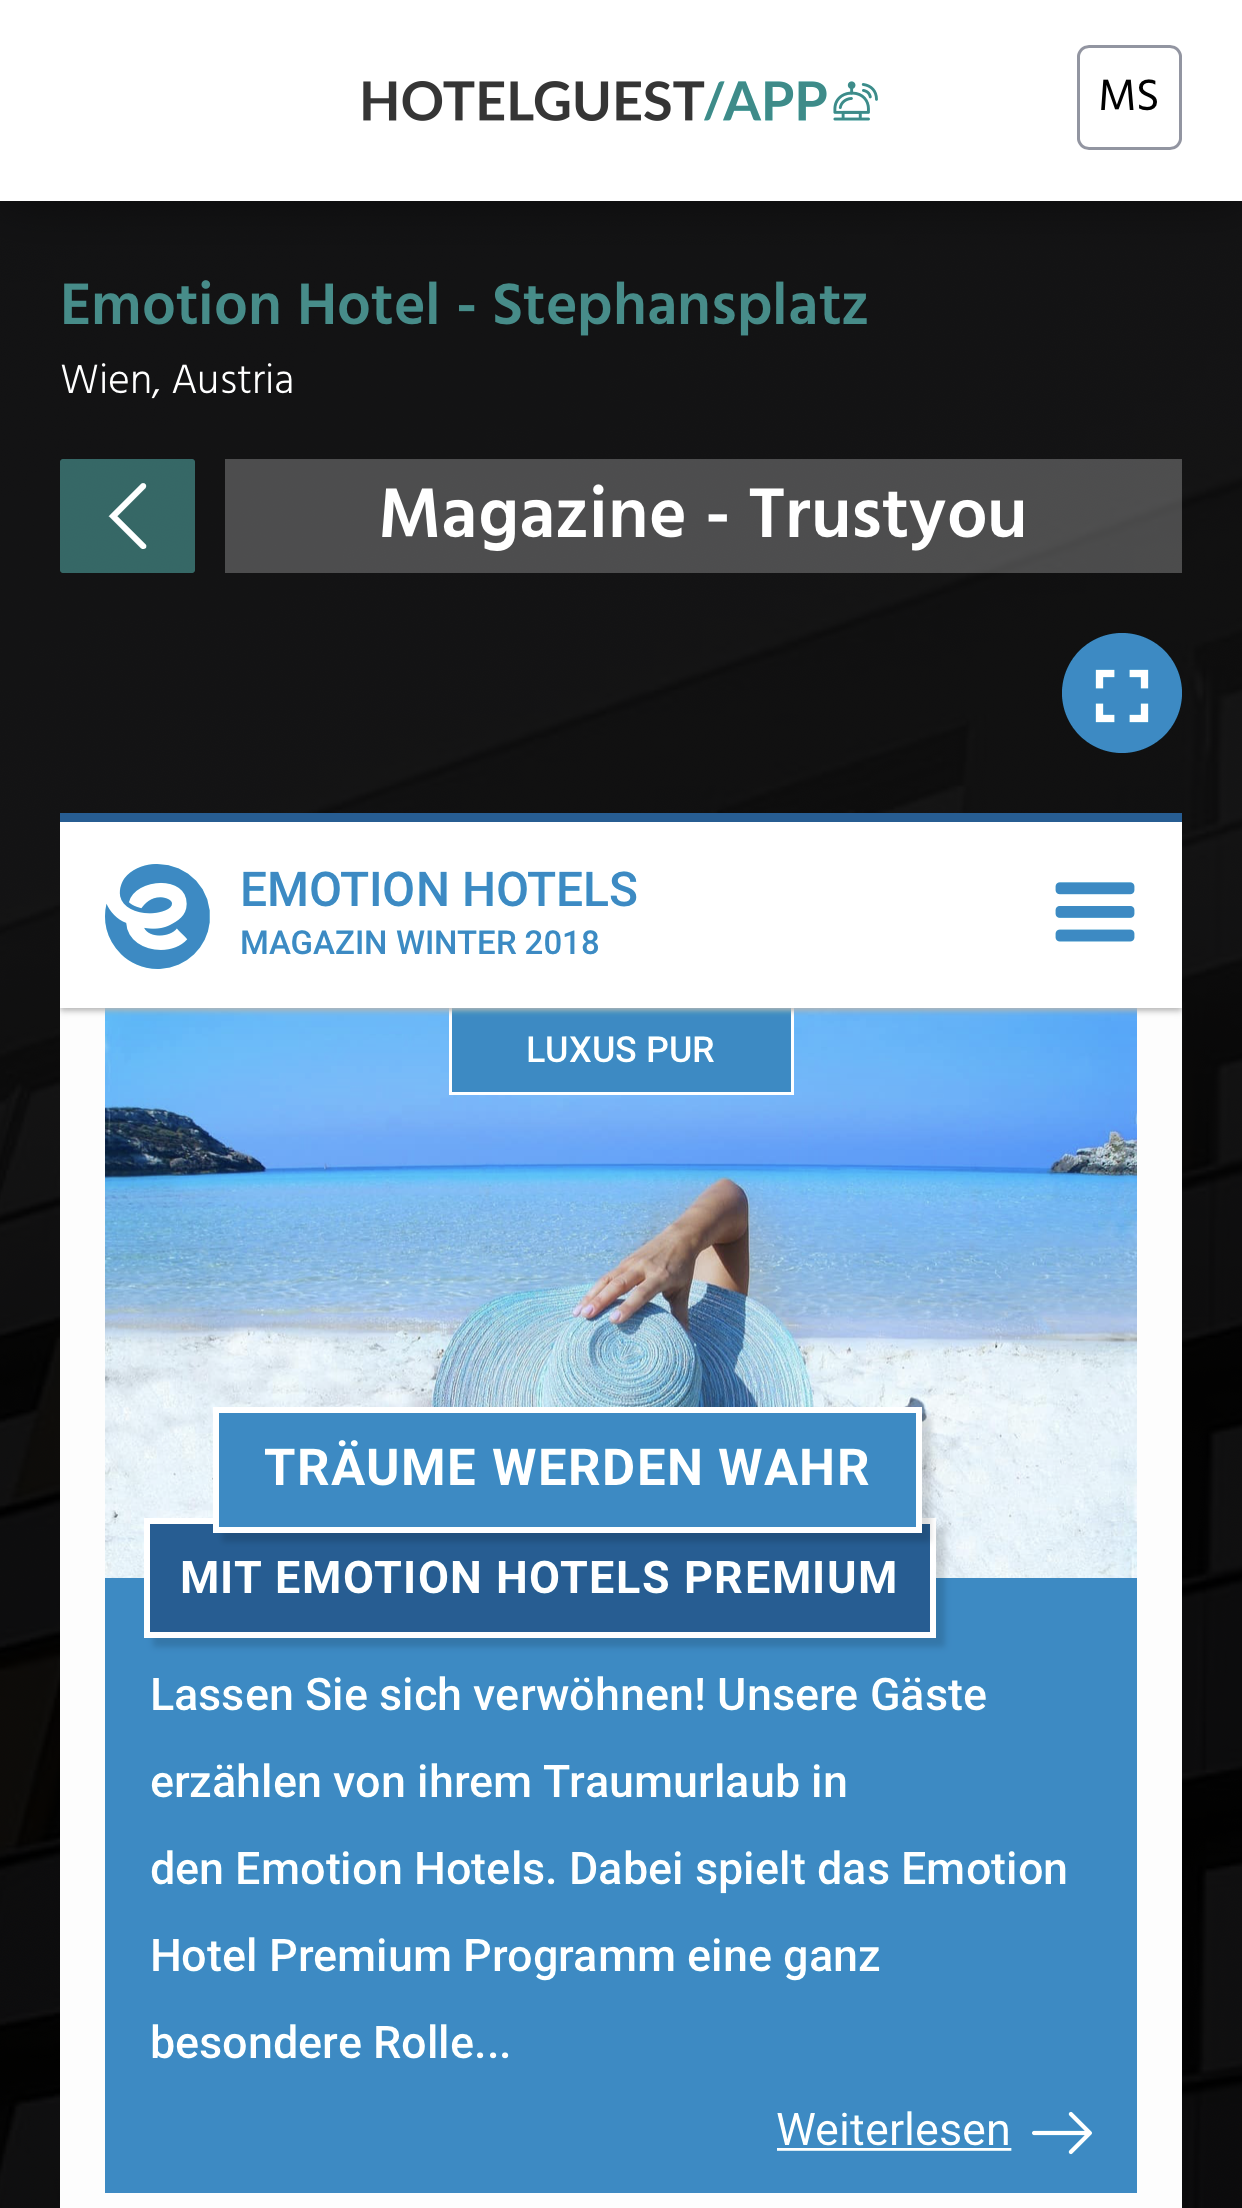 HOTELGUEST/APP
MS
Emotion Hotel - Stephansplatz
Wien, Austria
Magazine - Trustyou
EMOTION HOTELS
MAGAZIN WINTER 2018
LUXUS PUR
TRÄUME WERDEN WAHR
MIT EMOTION HOTELS PREMIUM
Lassen Sie sich verwöhnen! Unsere Gäste
erzählen von ihrem Traumurlaub in
den Emotion Hotels. Dabei spielt das Emotion
Hotel Premium Programm eine ganz
besondere Rolle...
Weiterlesen